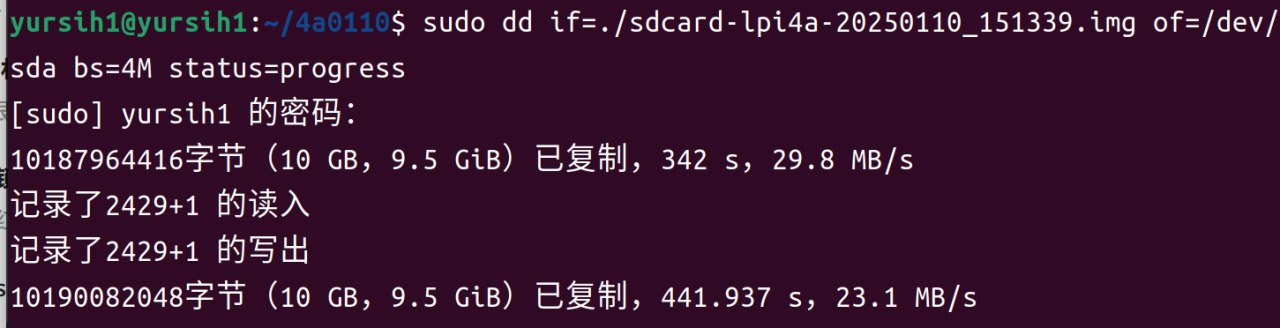 yursih1@yursih1:~/4a0110$ sudo dd if=./sdcard-lpi4a-20250110_151339.img of=/dev/
sda bs=4M status=progress
[sudo] yursih1 的密码：
10187964416字节（10 GB，9.5 GiB）已复制，342 s，29.8 MB/s
记录了2429+1 的读入
记录了2429+1 的写出
10190082048字节（10 GB，9.5 GiB）已复制，441.937 s，23.1 MB/s